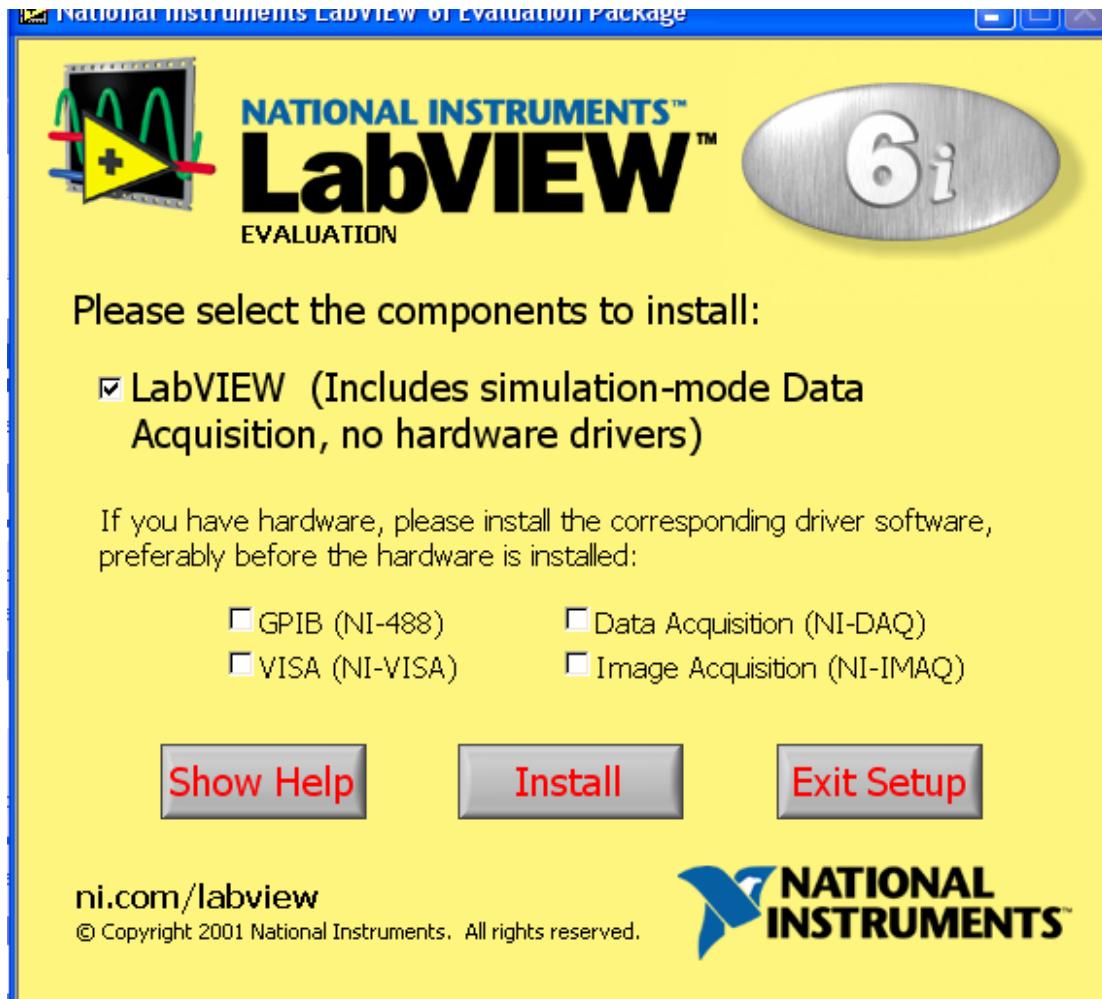 National Instruments LabVIEW 6i Evaluation Package
NATIONAL INSTRUMENTS™
LabVIEW™
EVALUATION
6i
Please select the components to install:
LabVIEW (Includes simulation-mode Data
Acquisition, no hardware drivers)
If you have hardware, please install the corresponding driver software,
preferably before the hardware is installed:
GPIB (NI-488)
Data Acquisition (NI-DAQ)
VISA (NI-VISA)
Image Acquisition (NI-IMAQ)
Show Help
Install
Exit Setup
ni.com/labview
© Copyright 2001 National Instruments. All rights reserved.
NATIONAL
INSTRUMENTS™